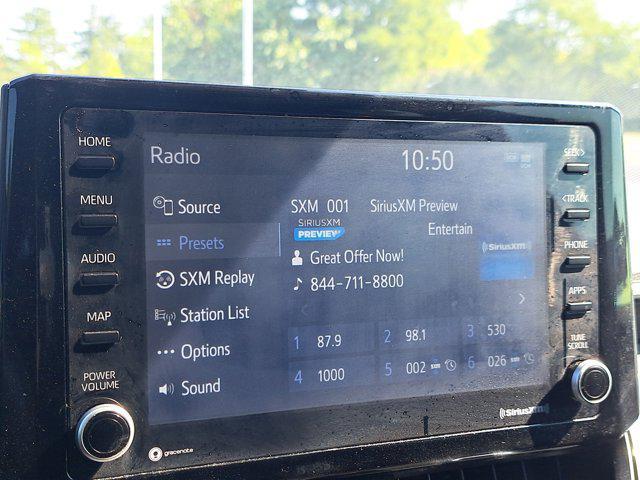 HOME
MENU
AUDIO
MAP
POWER
VOLUME
Radio
10:50
Source
Presets
SXM Replay
Station List
Options
Sound
SXM 001 SiriusXM Preview
SIRIUSXM
PREVIEW
Entertain
Great Offer Now!
844-711-8800
SiriusXM
1 87.9 2 98.1 3 530
4 1000 5 002 6 026
SEEK>
<TRACK
PHONE
APPS
TUNE
SCROLL
gracenote
SiriusXM